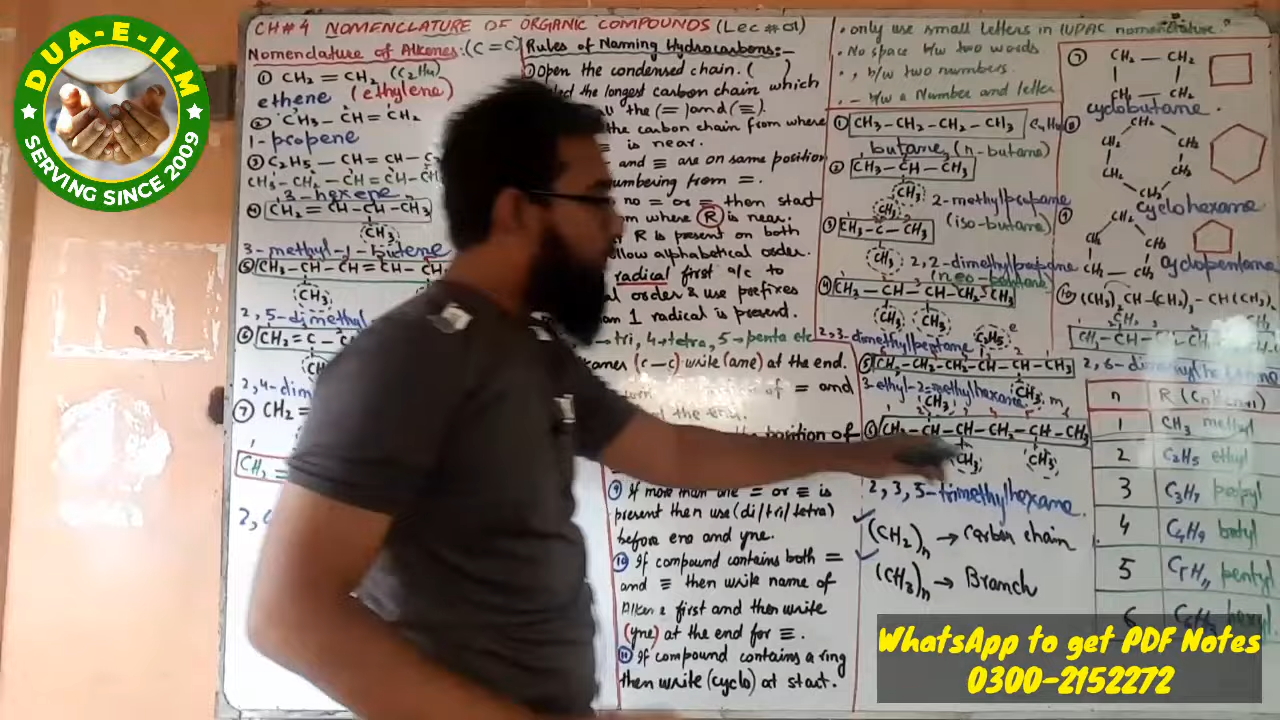 DUA-E-ILM
SERVING SINCE 2009
CH#4 NOMENCLATURE OF ORGANIC COMPOUNDS (Lec #01)
Nomenclature of Alkenes: (C = C)
① CH₂ = CH₂ (C₂H₄)
ethene (ethylene)
② CH₃ - CH = CH₂
1-propene
③ C₂H₅ - CH = CH - C
CH₃ - CH₂ - CH = CH - CH
3-hexene
④ CH₂ = CH - CH - CH₃
CH₃
3-methyl-1-butene
⑤ CH₃ - CH - CH = CH - CH
CH₃
2, 5-dimethyl
⑥ CH₂ = C -
CH
2, 4-dim
⑦ CH₂ =
CH₂ =
2,
Rules of Naming Hydrocarbons:-
① Open the condensed chain. ( )
the longest carbon chain which
all the (=) and (≡).
the carbon chain from where
≡ is near.
and ≡ are on same position
numbering from =.
no = or ≡ then start
from where R is near.
R is present on both
follow alphabetical order.
radical first a/c to
order & use prefixes
than 1 radical is present.
→ tri, 4→tetra, 5→penta etc
(C-C) write (ane) at the end.
of = and
the end.
the position of
⑨ If more than one = or ≡ is
present then use (di/tri/tetra)
before ene and yne.
⑩ If compound contains both =
and ≡ then write name of
Alkene first and then write
(yne) at the end for ≡.
⑪ If compound contains a ring
then write (cyclo) at start.
• only use small letters in IUPAC nomenclature.
• No space b/w two words
• , b/w two numbers.
• - b/w a Number and letter
① CH₃ - CH₂ - CH₂ - CH₃ C₄H₁₀
butane, (n-butane)
② CH₃ - CH - CH₃
CH₃
2-methylpropane
(iso-butane)
③ CH₃ - C - CH₃
CH₃
CH₃
2, 2-dimethylpropane
(neo-pentane)
④ CH₃ - CH - CH - CH₂ - CH₃
CH₃ CH₃
2,3-dimethylpentane
C₂H₅
⑤ CH₃ - CH₂ - CH₂ - CH - CH - CH₃
CH₃
3-ethyl-2-methylhexane
CH₃
⑥ CH₃ - CH - CH - CH₂ - CH - CH₃
CH₃ CH₃
2, 3, 5-trimethylhexane.
(CH₂)ₙ → Carbon chain
(CH₃)ₙ → Branch
⑦ CH₂ — CH₂
CH₂ — CH₂
cyclobutane.
⑧ CH₂
CH₂ CH₂
CH₂ CH₂
CH₂
cyclohexane
⑨ CH₂
CH₂ CH₂
CH₂ — CH₂
cyclopentane
⑩ (CH₃)₂ CH - (CH₂)₃ - CH(CH₃)₂
n R (CₙH₂ₙ₊₁)
1 CH₃ methyl
2 C₂H₅ ethyl
3 C₃H₇ propyl
4 C₄H₉ butyl
5 C₅H₁₁ pentyl
6 hexyl
WhatsApp to get PDF Notes
0300-2152272